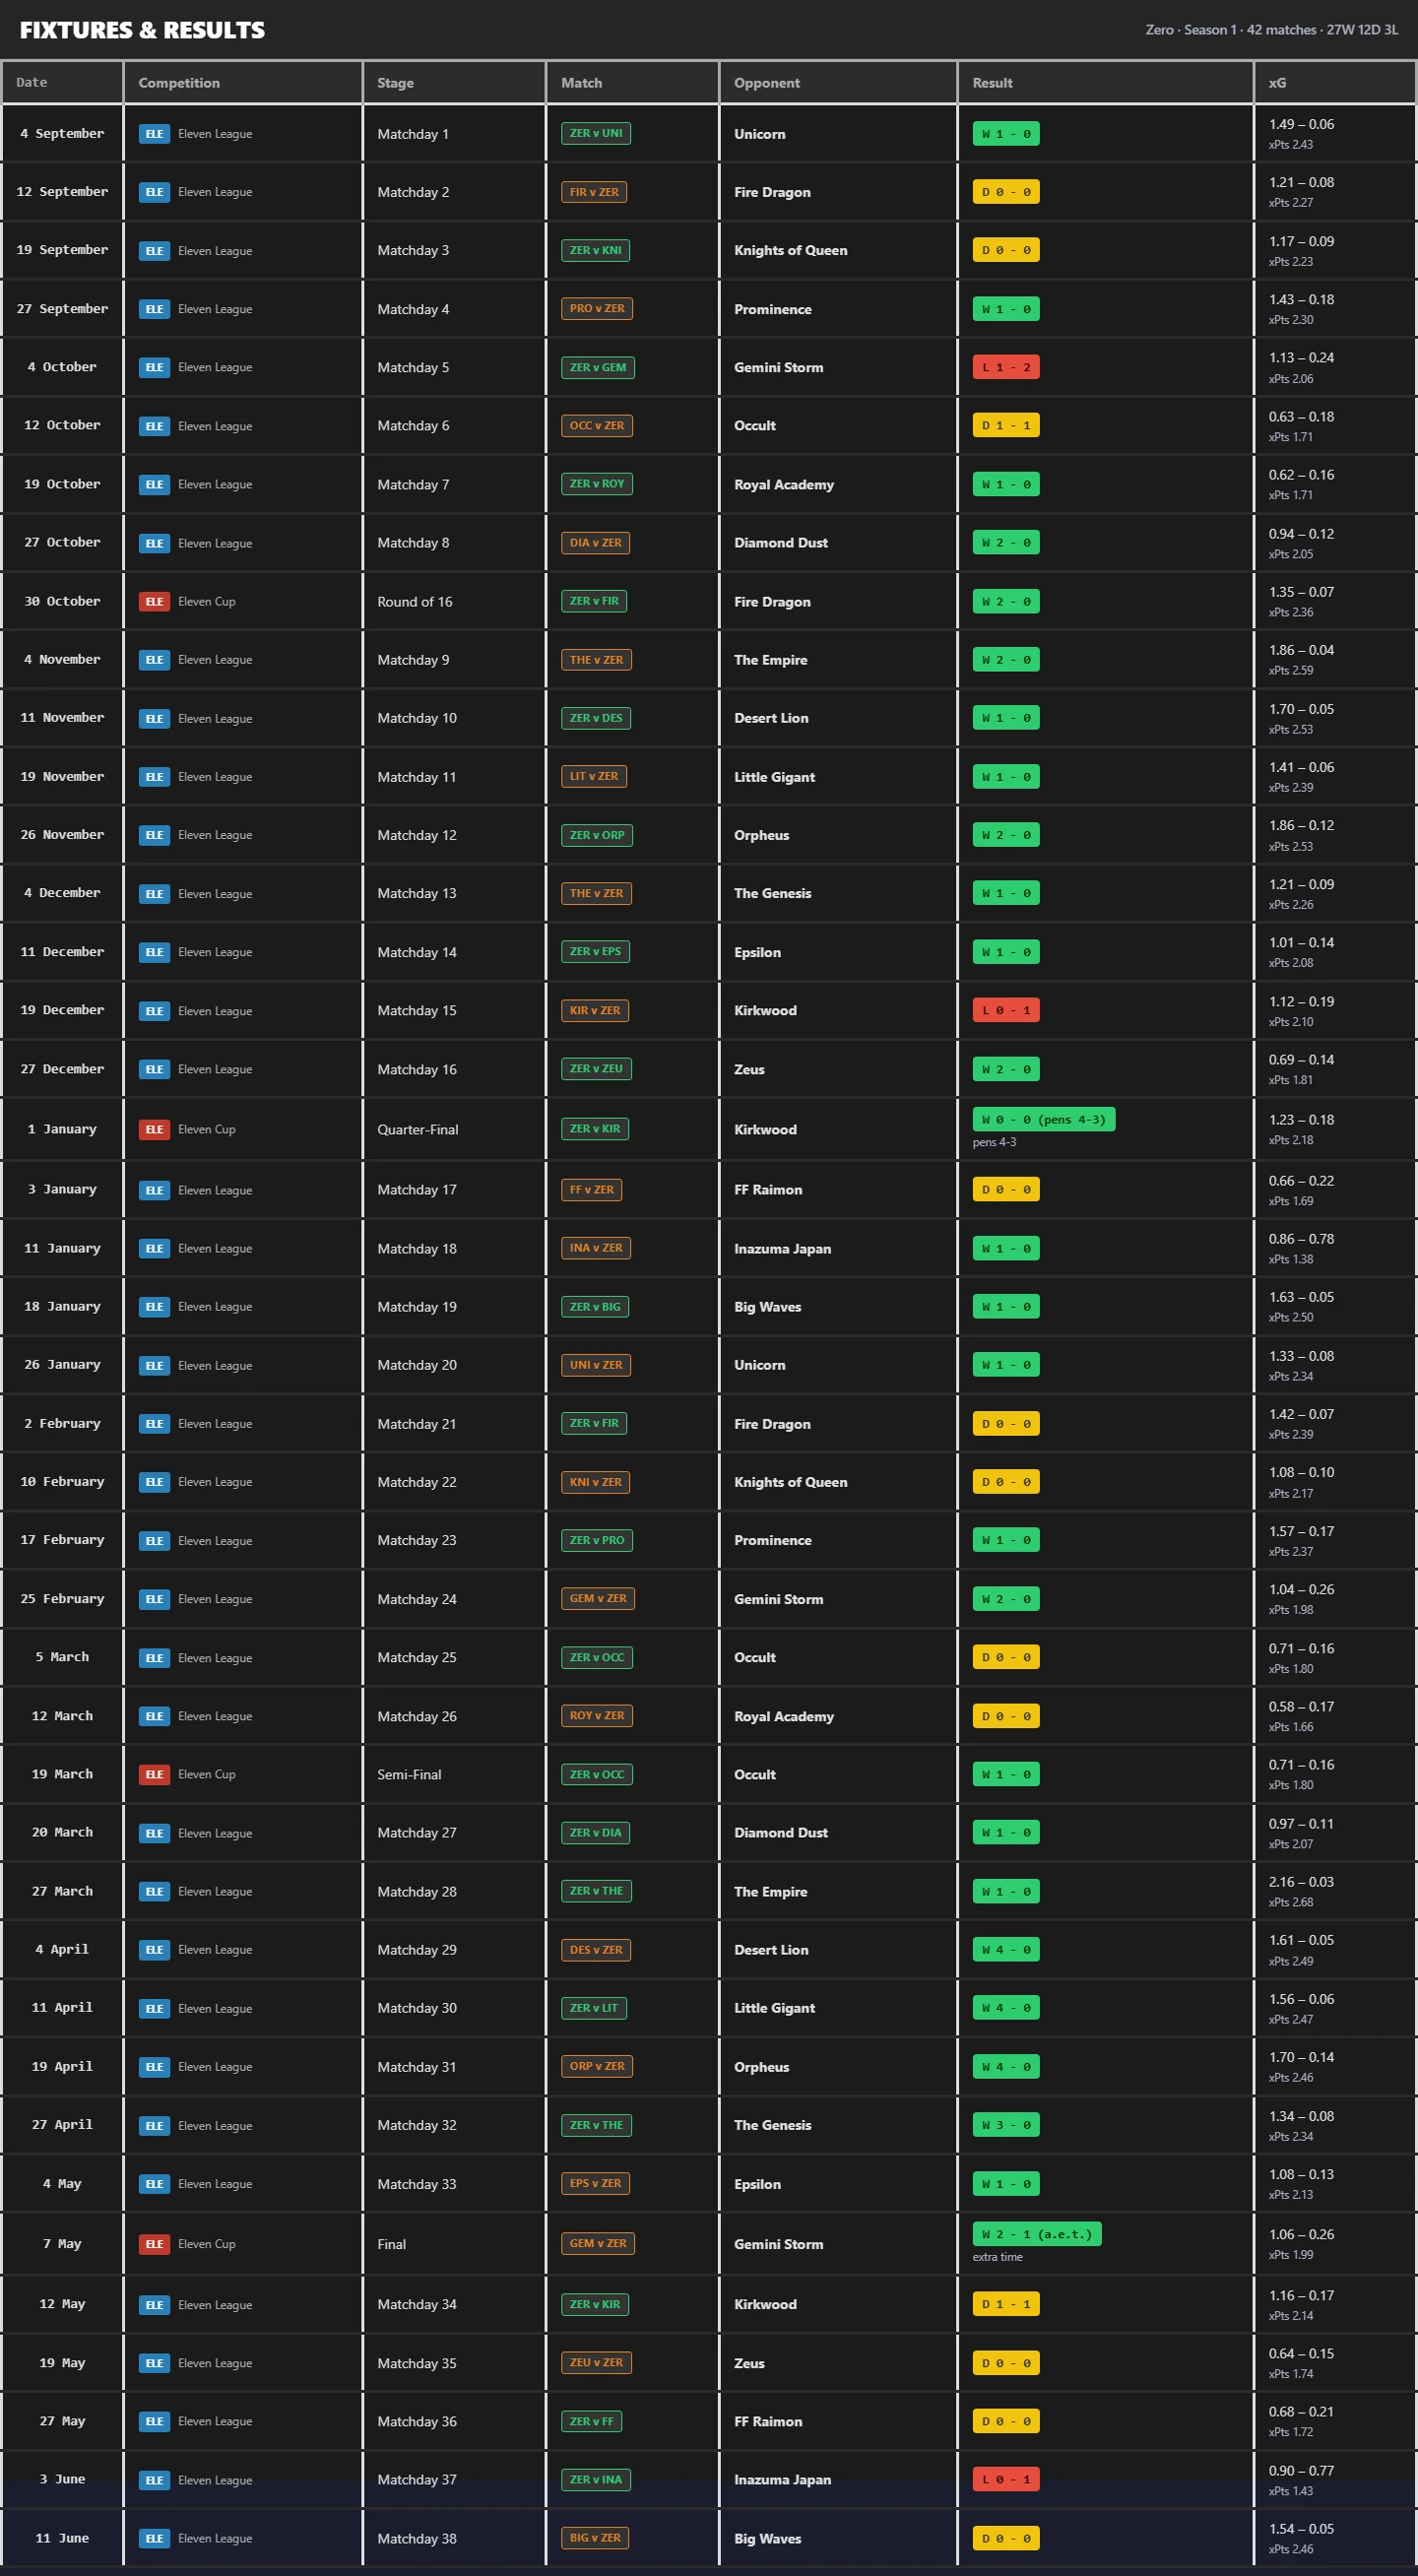 FIXTURES & RESULTS
Zero · Season 1 · 42 matches · 27W 12D 3L
Date Competition Stage Match Opponent Result xG
4 September ELE Eleven League Matchday 1 ZER v UNI Unicorn W 1 - 0 1.49 – 0.06
xPts 2.43
12 September ELE Eleven League Matchday 2 FIR v ZER Fire Dragon D 0 - 0 1.21 – 0.08
xPts 2.27
19 September ELE Eleven League Matchday 3 ZER v KNI Knights of Queen D 0 - 0 1.17 – 0.09
xPts 2.23
27 September ELE Eleven League Matchday 4 PRO v ZER Prominence W 1 - 0 1.43 – 0.18
xPts 2.30
4 October ELE Eleven League Matchday 5 ZER v GEM Gemini Storm L 1 - 2 1.13 – 0.24
xPts 2.06
12 October ELE Eleven League Matchday 6 OCC v ZER Occult D 1 - 1 0.63 – 0.18
xPts 1.71
19 October ELE Eleven League Matchday 7 ZER v ROY Royal Academy W 1 - 0 0.62 – 0.16
xPts 1.71
27 October ELE Eleven League Matchday 8 DIA v ZER Diamond Dust W 2 - 0 0.94 – 0.12
xPts 2.05
30 October ELE Eleven Cup Round of 16 ZER v FIR Fire Dragon W 2 - 0 1.35 – 0.07
xPts 2.36
4 November ELE Eleven League Matchday 9 THE v ZER The Empire W 2 - 0 1.86 – 0.04
xPts 2.59
11 November ELE Eleven League Matchday 10 ZER v DES Desert Lion W 1 - 0 1.70 – 0.05
xPts 2.53
19 November ELE Eleven League Matchday 11 LIT v ZER Little Gigant W 1 - 0 1.41 – 0.06
xPts 2.39
26 November ELE Eleven League Matchday 12 ZER v ORP Orpheus W 2 - 0 1.86 – 0.12
xPts 2.53
4 December ELE Eleven League Matchday 13 THE v ZER The Genesis W 1 - 0 1.21 – 0.09
xPts 2.26
11 December ELE Eleven League Matchday 14 ZER v EPS Epsilon W 1 - 0 1.01 – 0.14
xPts 2.08
19 December ELE Eleven League Matchday 15 KIR v ZER Kirkwood L 0 - 1 1.12 – 0.19
xPts 2.10
27 December ELE Eleven League Matchday 16 ZER v ZEU Zeus W 2 - 0 0.69 – 0.14
xPts 1.81
1 January ELE Eleven Cup Quarter-Final ZER v KIR Kirkwood W 0 - 0 (pens 4-3) 1.23 – 0.18
pens 4-3 xPts 2.18
3 January ELE Eleven League Matchday 17 FF v ZER FF Raimon D 0 - 0 0.66 – 0.22
xPts 1.69
11 January ELE Eleven League Matchday 18 INA v ZER Inazuma Japan W 1 - 0 0.86 – 0.78
xPts 1.38
18 January ELE Eleven League Matchday 19 ZER v BIG Big Waves W 1 - 0 1.63 – 0.05
xPts 2.50
26 January ELE Eleven League Matchday 20 UNI v ZER Unicorn W 1 - 0 1.33 – 0.08
xPts 2.34
2 February ELE Eleven League Matchday 21 ZER v FIR Fire Dragon D 0 - 0 1.42 – 0.07
xPts 2.39
10 February ELE Eleven League Matchday 22 KNI v ZER Knights of Queen D 0 - 0 1.08 – 0.10
xPts 2.17
17 February ELE Eleven League Matchday 23 ZER v PRO Prominence W 1 - 0 1.57 – 0.17
xPts 2.37
25 February ELE Eleven League Matchday 24 GEM v ZER Gemini Storm W 2 - 0 1.04 – 0.26
xPts 1.98
5 March ELE Eleven League Matchday 25 ZER v OCC Occult D 0 - 0 0.71 – 0.16
xPts 1.80
12 March ELE Eleven League Matchday 26 ROY v ZER Royal Academy D 0 - 0 0.58 – 0.17
xPts 1.66
19 March ELE Eleven Cup Semi-Final ZER v OCC Occult W 1 - 0 0.71 – 0.16
xPts 1.80
20 March ELE Eleven League Matchday 27 ZER v DIA Diamond Dust W 1 - 0 0.97 – 0.11
xPts 2.07
27 March ELE Eleven League Matchday 28 ZER v THE The Empire W 1 - 0 2.16 – 0.03
xPts 2.68
4 April ELE Eleven League Matchday 29 DES v ZER Desert Lion W 4 - 0 1.61 – 0.05
xPts 2.49
11 April ELE Eleven League Matchday 30 ZER v LIT Little Gigant W 4 - 0 1.56 – 0.06
xPts 2.47
19 April ELE Eleven League Matchday 31 ORP v ZER Orpheus W 4 - 0 1.70 – 0.14
xPts 2.46
27 April ELE Eleven League Matchday 32 ZER v THE The Genesis W 3 - 0 1.34 – 0.08
xPts 2.34
4 May ELE Eleven League Matchday 33 EPS v ZER Epsilon W 1 - 0 1.08 – 0.13
xPts 2.13
7 May ELE Eleven Cup Final GEM v ZER Gemini Storm W 2 - 1 (a.e.t.) 1.06 – 0.26
extra time xPts 1.99
12 May ELE Eleven League Matchday 34 ZER v KIR Kirkwood D 1 - 1 1.16 – 0.17
xPts 2.14
19 May ELE Eleven League Matchday 35 ZEU v ZER Zeus D 0 - 0 0.64 – 0.15
xPts 1.74
27 May ELE Eleven League Matchday 36 ZER v FF FF Raimon D 0 - 0 0.68 – 0.21
xPts 1.72
3 June ELE Eleven League Matchday 37 ZER v INA Inazuma Japan L 0 - 1 0.90 – 0.77
xPts 1.43
11 June ELE Eleven League Matchday 38 BIG v ZER Big Waves D 0 - 0 1.54 – 0.05
xPts 2.46